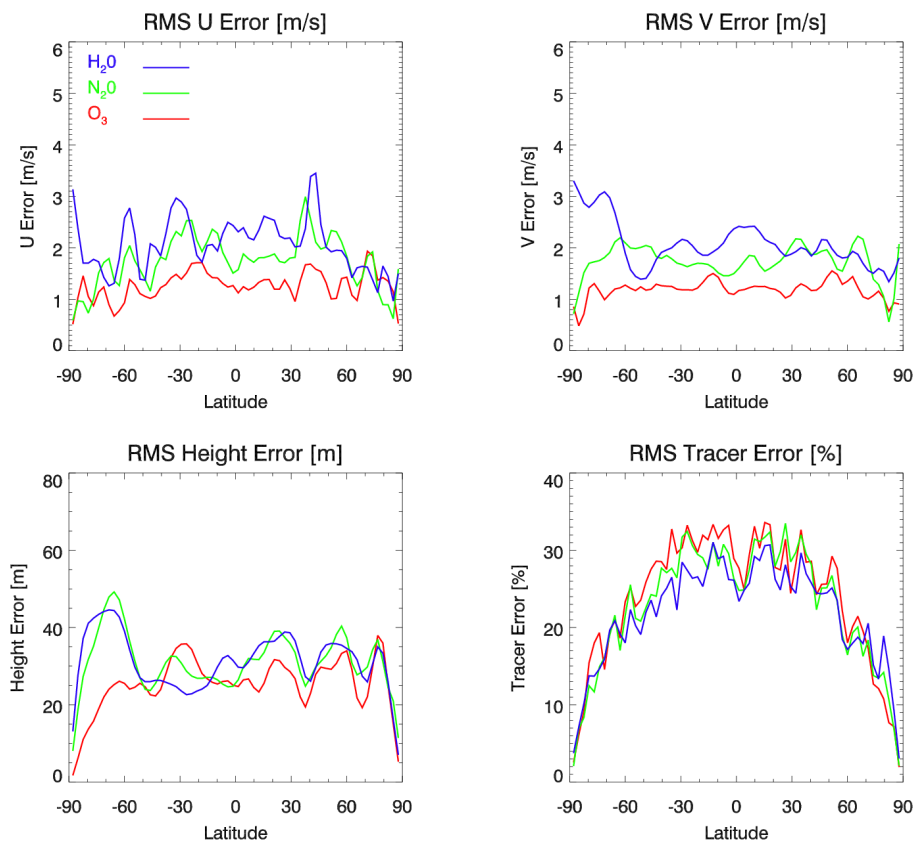 RMS U Error [m/s]
6
5
4
3
2
1
0
U Error [m/s]
H₂0
N₂0
O₃
-90 -60 -30 0 30 60 90
Latitude
RMS V Error [m/s]
6
5
4
3
2
1
0
V Error [m/s]
-90 -60 -30 0 30 60 90
Latitude
RMS Height Error [m]
80
60
40
20
0
Height Error [m]
-90 -60 -30 0 30 60 90
Latitude
RMS Tracer Error [%]
40
30
20
10
0
Tracer Error [%]
-90 -60 -30 0 30 60 90
Latitude